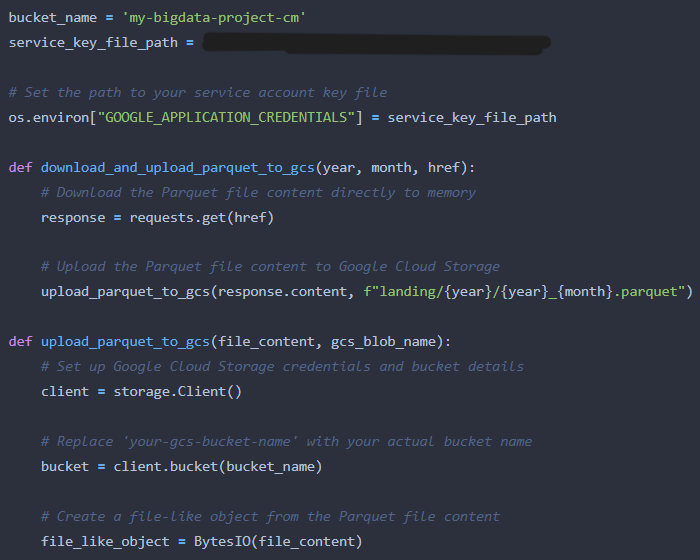 bucket_name = 'my-bigdata-project-cm'
service_key_file_path =
# Set the path to your service account key file
os.environ["GOOGLE_APPLICATION_CREDENTIALS"] = service_key_file_path
def download_and_upload_parquet_to_gcs(year, month, href):
# Download the Parquet file content directly to memory
response = requests.get(href)
# Upload the Parquet file content to Google Cloud Storage
upload_parquet_to_gcs(response.content, f"landing/{year}/{year}_{month}.parquet")
def upload_parquet_to_gcs(file_content, gcs_blob_name):
# Set up Google Cloud Storage credentials and bucket details
client = storage.Client()
# Replace 'your-gcs-bucket-name' with your actual bucket name
bucket = client.bucket(bucket_name)
# Create a file-like object from the Parquet file content
file_like_object = BytesIO(file_content)